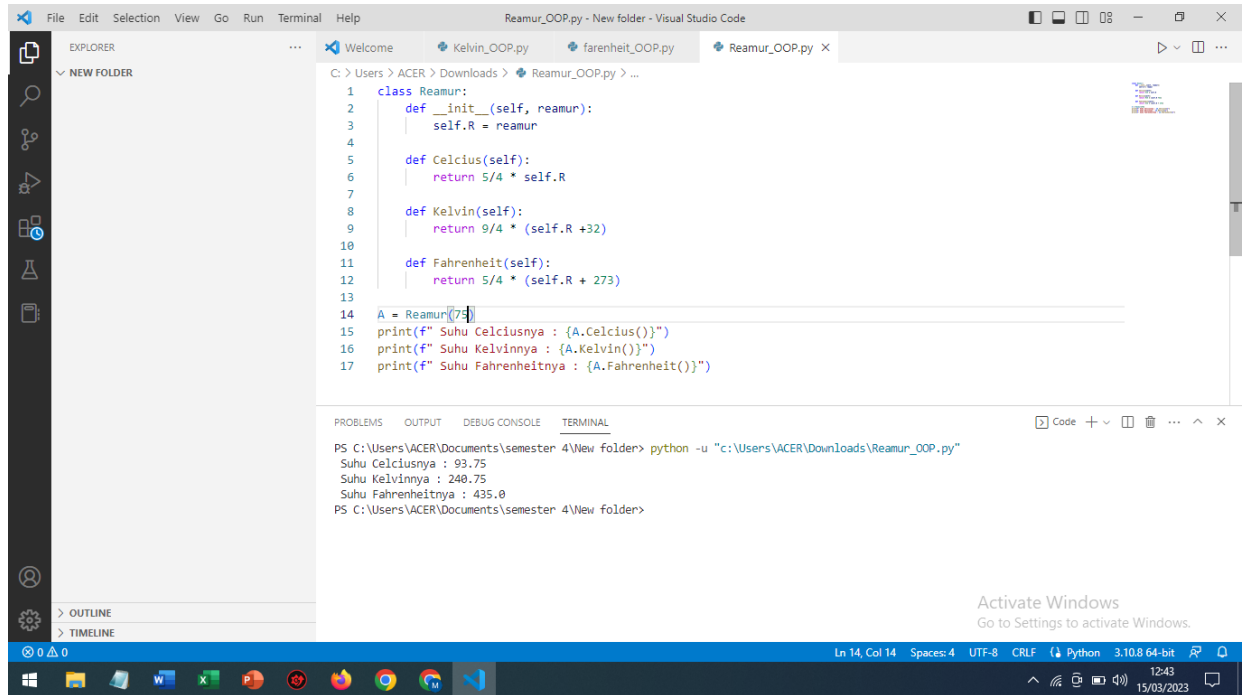 File Edit Selection View Go Run Terminal Help Reamur_OOP.py - New folder - Visual Studio Code
EXPLORER ···
NEW FOLDER
Welcome Kelvin_OOP.py farenheit_OOP.py Reamur_OOP.py
C: > Users > ACER > Downloads > Reamur_OOP.py > ...
1 class Reamur:
2 def __init__(self, reamur):
3 self.R = reamur
4
5 def Celcius(self):
6 return 5/4 * self.R
7
8 def Kelvin(self):
9 return 9/4 * (self.R +32)
10
11 def Fahrenheit(self):
12 return 5/4 * (self.R + 273)
13
14 A = Reamur(75)
15 print(f" Suhu Celciusnya : {A.Celcius()}")
16 print(f" Suhu Kelvinnya : {A.Kelvin()}")
17 print(f" Suhu Fahrenheitnya : {A.Fahrenheit()}")
PROBLEMS OUTPUT DEBUG CONSOLE TERMINAL Code
PS C:\Users\ACER\Documents\semester 4\New folder> python -u "c:\Users\ACER\Downloads\Reamur_OOP.py"
Suhu Celciusnya : 93.75
Suhu Kelvinnya : 240.75
Suhu Fahrenheitnya : 435.0
PS C:\Users\ACER\Documents\semester 4\New folder>
Activate Windows
Go to Settings to activate Windows.
OUTLINE
TIMELINE
0 0 Ln 14, Col 14 Spaces: 4 UTF-8 CRLF Python 3.10.8 64-bit
12:43
15/03/2023